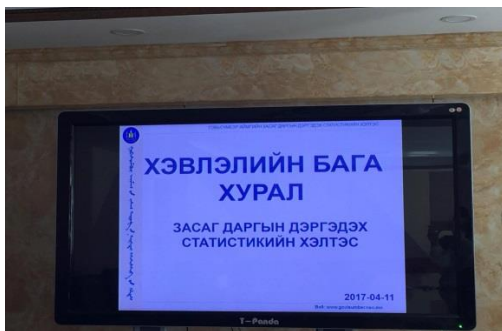 ХЭВЛЭЛИЙН БАГА
ХУРАЛ
ЗАСАГ ДАРГЫН ДЭРГЭДЭХ
СТАТИСТИКИЙН ХЭЛТЭС
2017-04-11
T-Panda